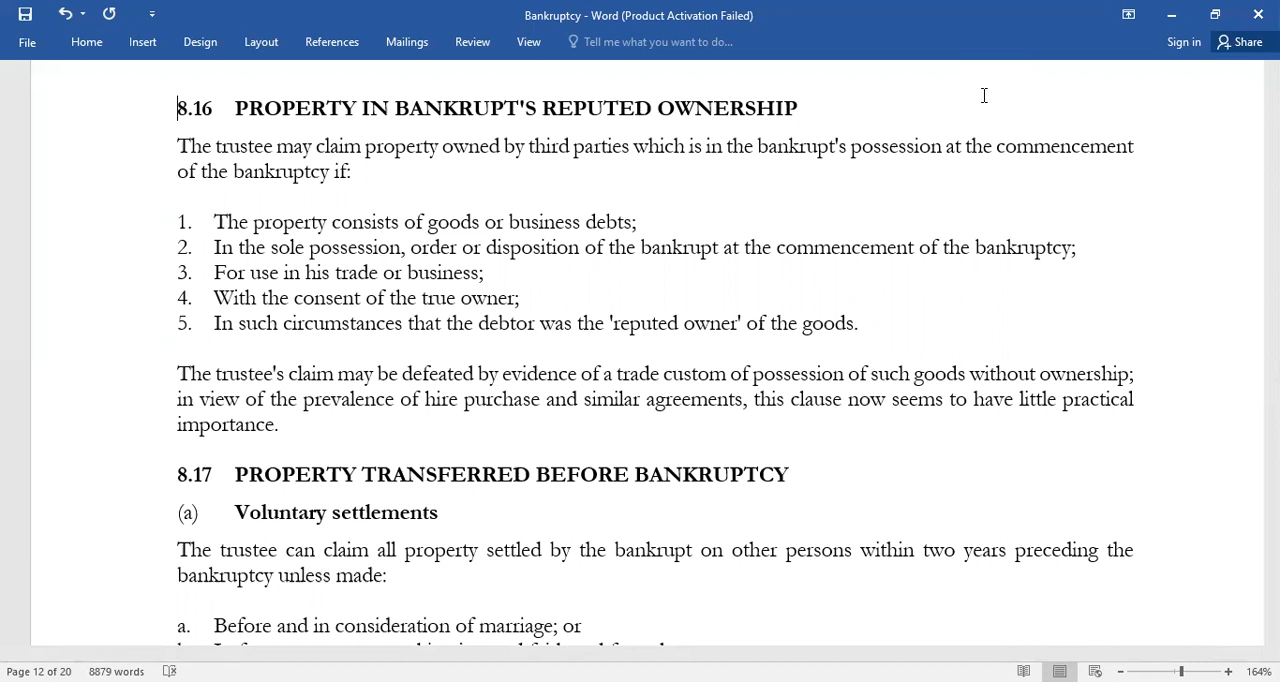 Bankruptcy - Word (Product Activation Failed)
File Home Insert Design Layout References Mailings Review View Tell me what you want to do... Sign in Share
8.16 PROPERTY IN BANKRUPT'S REPUTED OWNERSHIP
The trustee may claim property owned by third parties which is in the bankrupt's possession at the commencement
of the bankruptcy if:
1. The property consists of goods or business debts;
2. In the sole possession, order or disposition of the bankrupt at the commencement of the bankruptcy;
3. For use in his trade or business;
4. With the consent of the true owner;
5. In such circumstances that the debtor was the 'reputed owner' of the goods.
The trustee's claim may be defeated by evidence of a trade custom of possession of such goods without ownership;
in view of the prevalence of hire purchase and similar agreements, this clause now seems to have little practical
importance.
8.17 PROPERTY TRANSFERRED BEFORE BANKRUPTCY
(a) Voluntary settlements
The trustee can claim all property settled by the bankrupt on other persons within two years preceding the
bankruptcy unless made:
a. Before and in consideration of marriage; or
Page 12 of 20 8879 words 164%